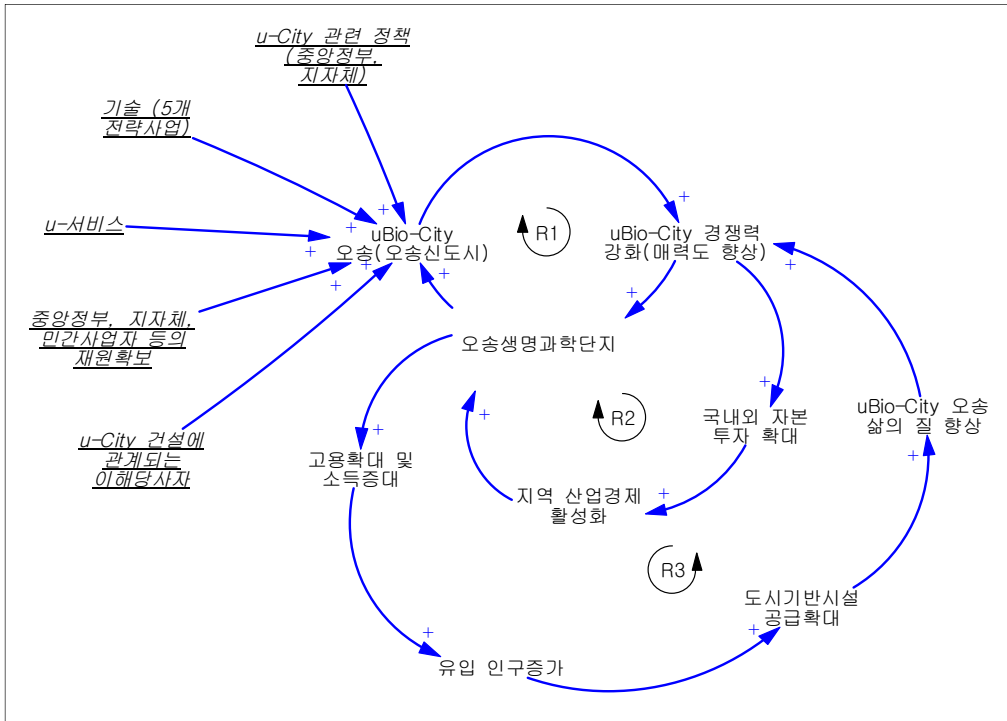 u-City 관련 정책
(중앙정부,
지자체)
기술 (5개
전략사업)
u-서비스
중앙정부, 지자체,
민간사업자 등의
재원확보
u-City 건설에
관계되는
이해당사자
+
+
+
+
+
uBio-City
오송(오송신도시)
+
R1
+
uBio-City 경쟁력
강화(매력도 향상)
+
+
오송생명과학단지
+
R2
+
국내외 자본
투자 확대
uBio-City 오송
삶의 질 향상
+
+
고용확대 및
소득증대
+
지역 산업경제
활성화
R3
도시기반시설
공급확대
+
+
유입 인구증가